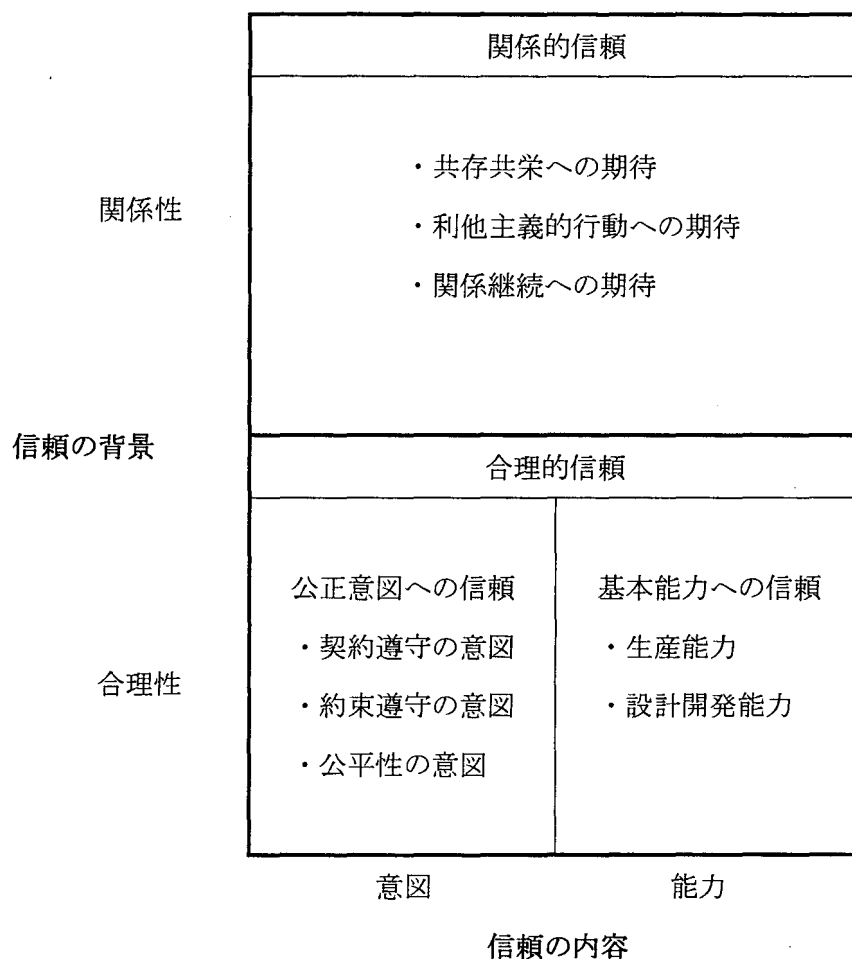 関係的信頼
関係性
・共存共栄への期待
・利他主義的行動への期待
・関係継続への期待
信頼の背景
合理的信頼
合理性
公正意図への信頼
・契約遵守の意図
・約束遵守の意図
・公平性の意図
基本能力への信頼
・生産能力
・設計開発能力
意図
能力
信頼の内容